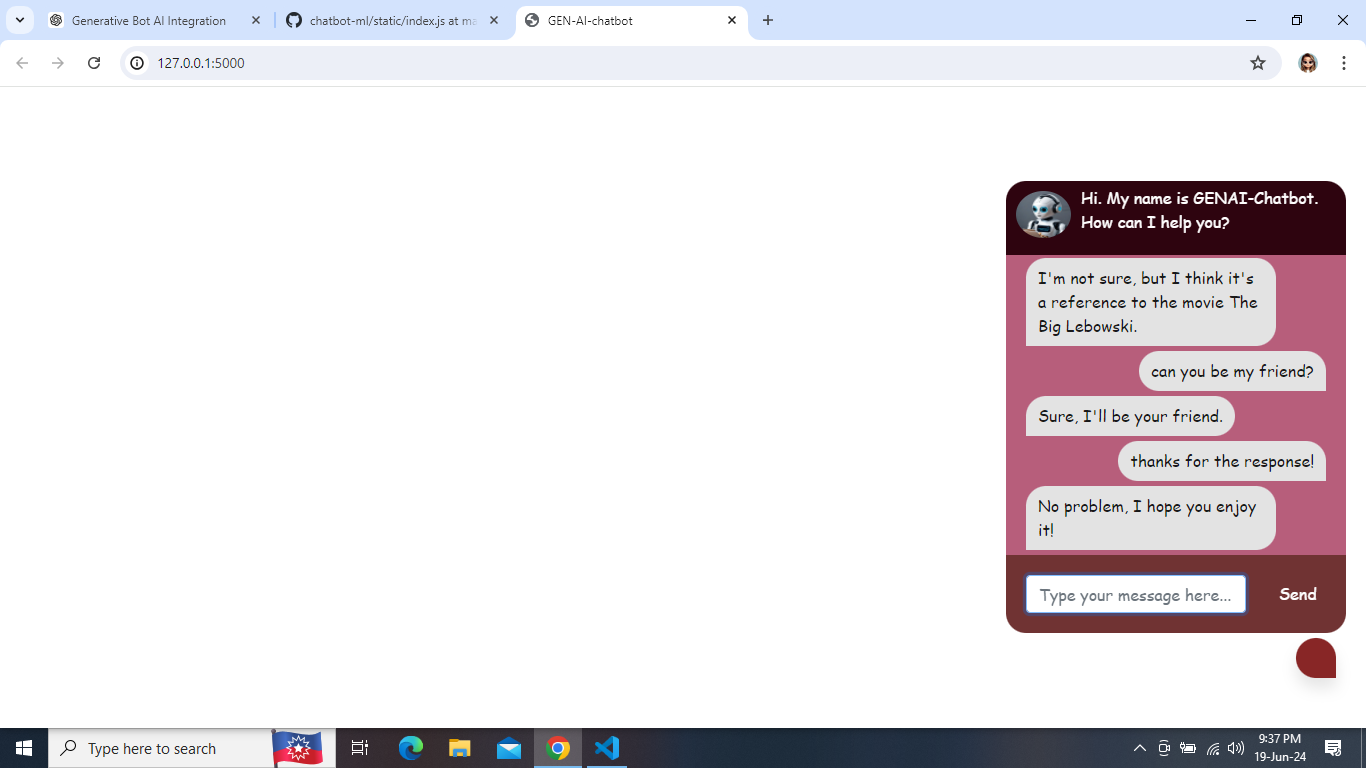 Generative Bot AI Integration
chatbot-ml/static/index.js at ma
GEN-AI-chatbot
127.0.0.1:5000
Hi. My name is GENAI-Chatbot.
How can I help you?
I'm not sure, but I think it's
a reference to the movie The
Big Lebowski.
can you be my friend?
Sure, I'll be your friend.
thanks for the response!
No problem, I hope you enjoy
it!
Type your message here...
Send
Type here to search
9:37 PM
19-Jun-24